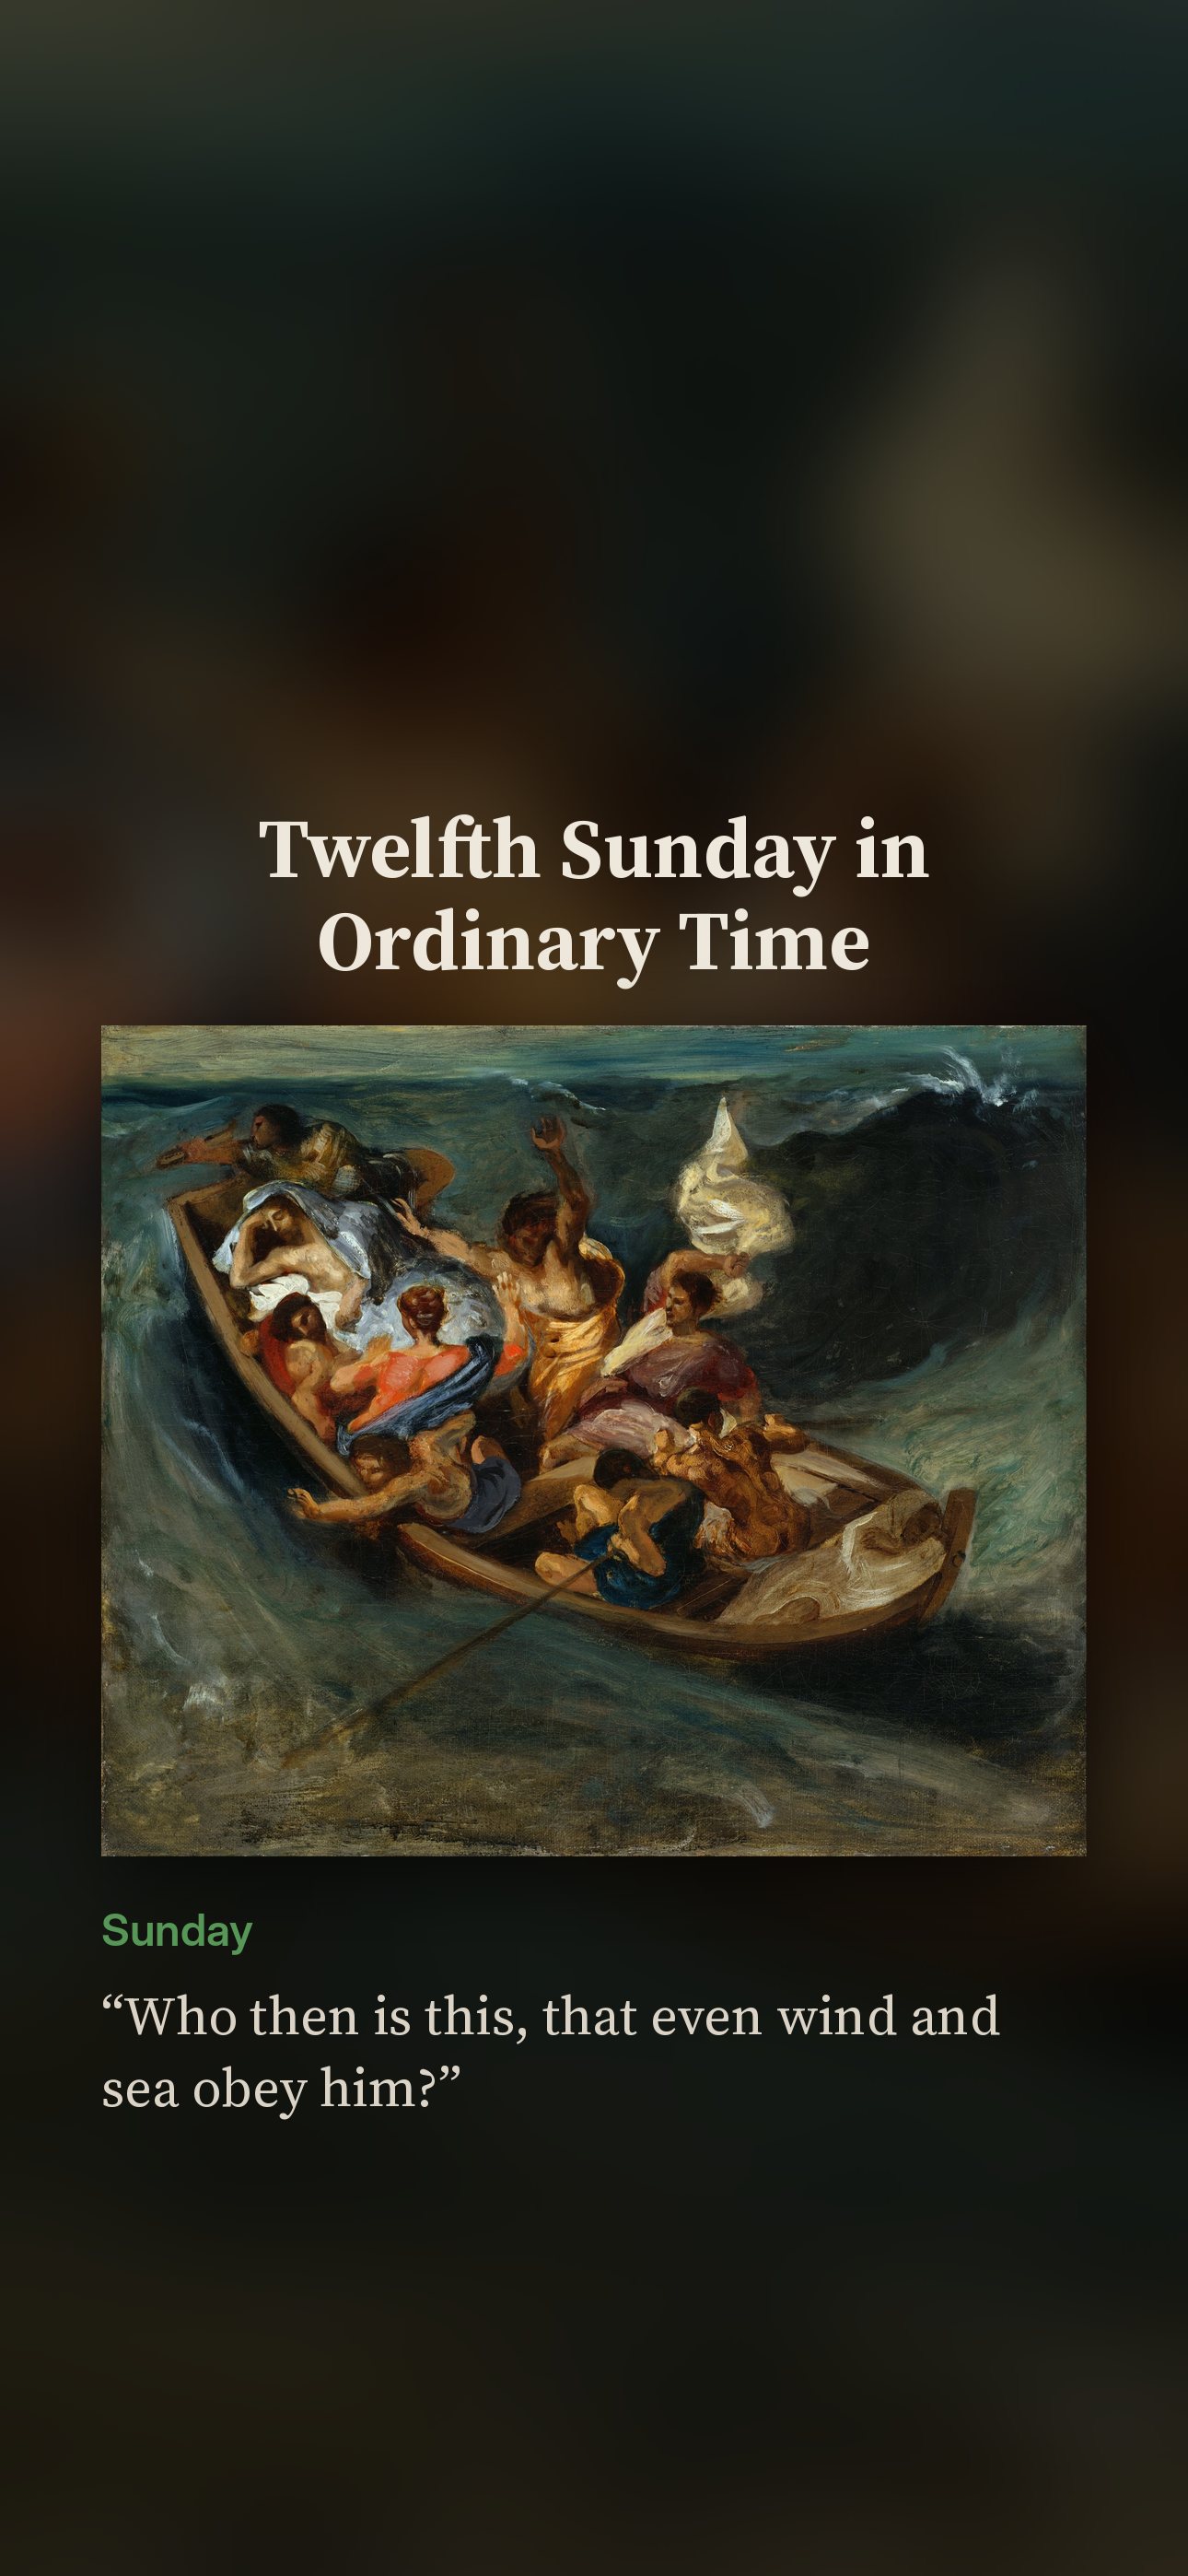 Twelfth Sunday in
Ordinary Time
Sunday
“Who then is this, that even wind and
sea obey him?”